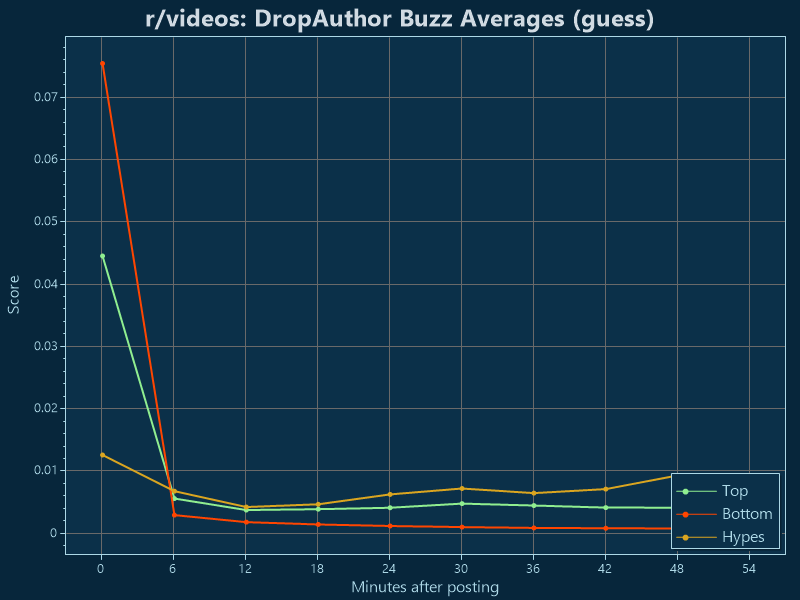 r/videos: DropAuthor Buzz Averages (guess)
Score
0.07
0.06
0.05
0.04
0.03
0.02
0.01
0
Top
Bottom
Hypes
0 6 12 18 24 30 36 42 48 54
Minutes after posting